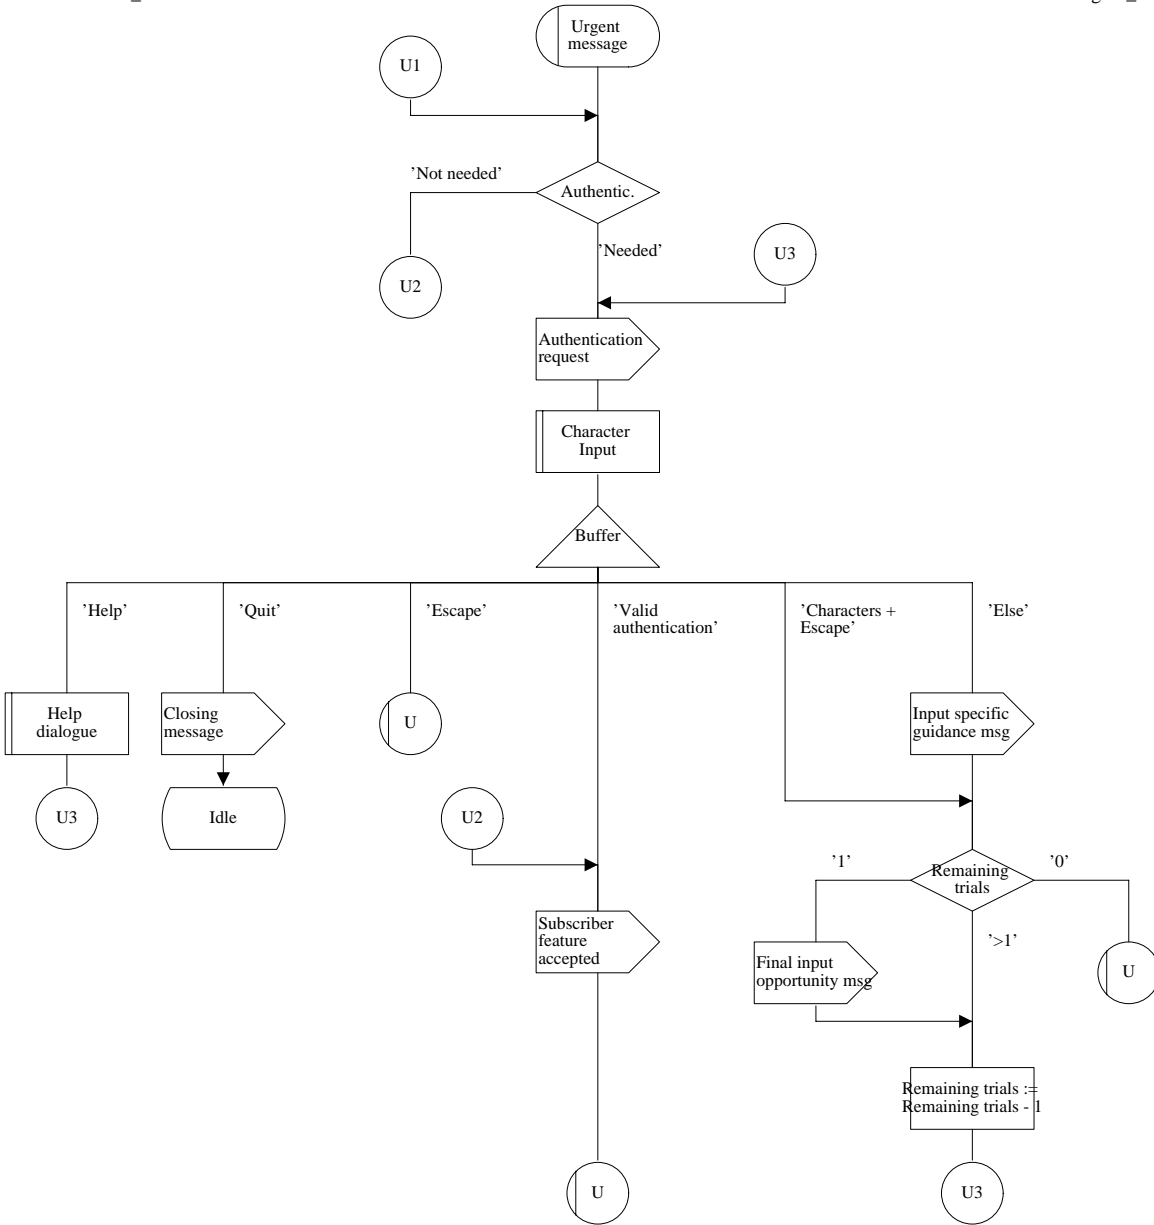 Urgent
message
U1
’Not needed’
Authentic.
’Needed’
U3
U2
Authentication
request
Character
Input
Buffer
’Help’
’Quit’
’Escape’
’Valid
authentication’
’Characters +
Escape’
’Else’
Help
dialogue
Closing
message
U
Input specific
guidance msg
U3
Idle
U2
’1’
Remaining
trials
’0’
Subscriber
feature
accepted
’>1’
Final input
opportunity msg
U
Remaining trials :=
Remaining trials - 1
U
U3